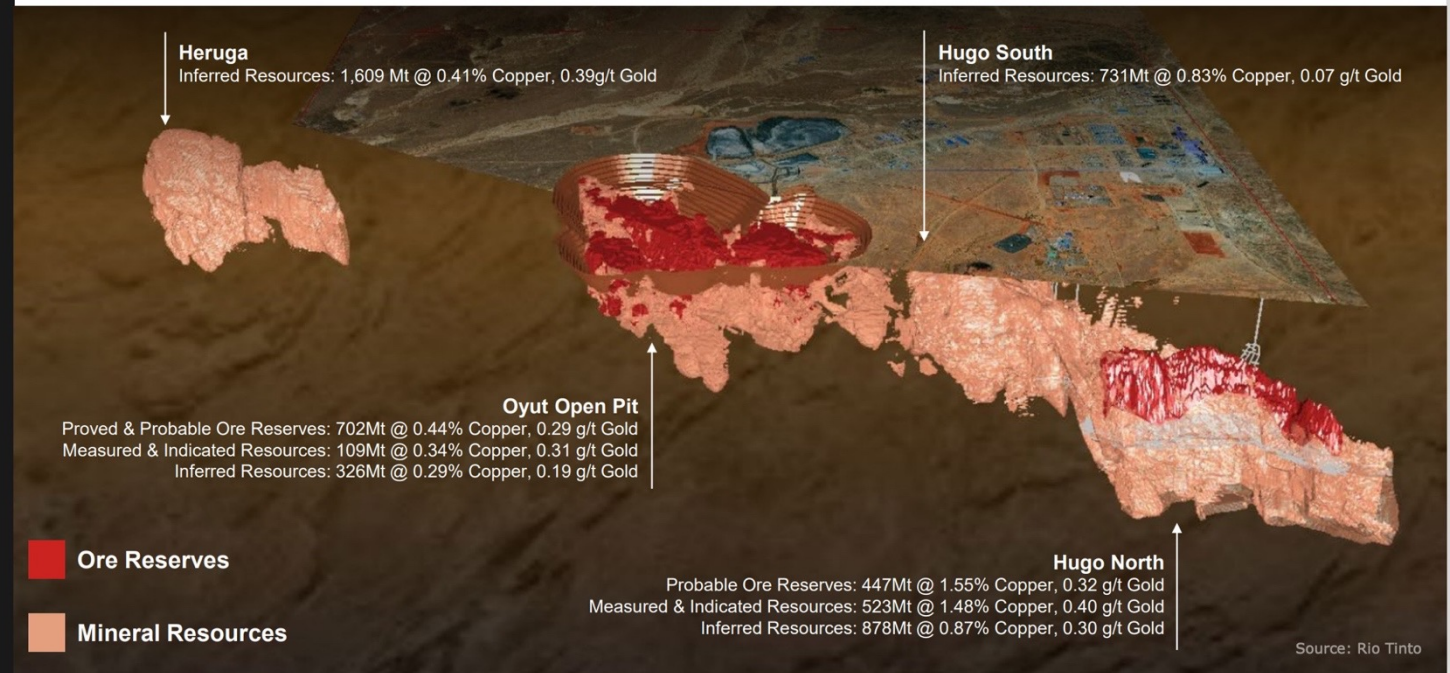 Heruga
Inferred Resources: 1,609 Mt @ 0.41% Copper, 0.39g/t Gold
Hugo South
Inferred Resources: 731Mt @ 0.83% Copper, 0.07 g/t Gold
Oyut Open Pit
Proved & Probable Ore Reserves: 702Mt @ 0.44% Copper, 0.29 g/t Gold
Measured & Indicated Resources: 109Mt @ 0.34% Copper, 0.31 g/t Gold
Inferred Resources: 326Mt @ 0.29% Copper, 0.19 g/t Gold
Ore Reserves
Mineral Resources
Hugo North
Probable Ore Reserves: 447Mt @ 1.55% Copper, 0.32 g/t Gold
Measured & Indicated Resources: 523Mt @ 1.48% Copper, 0.40 g/t Gold
Inferred Resources: 878Mt @ 0.87% Copper, 0.30 g/t Gold
Source: Rio Tinto